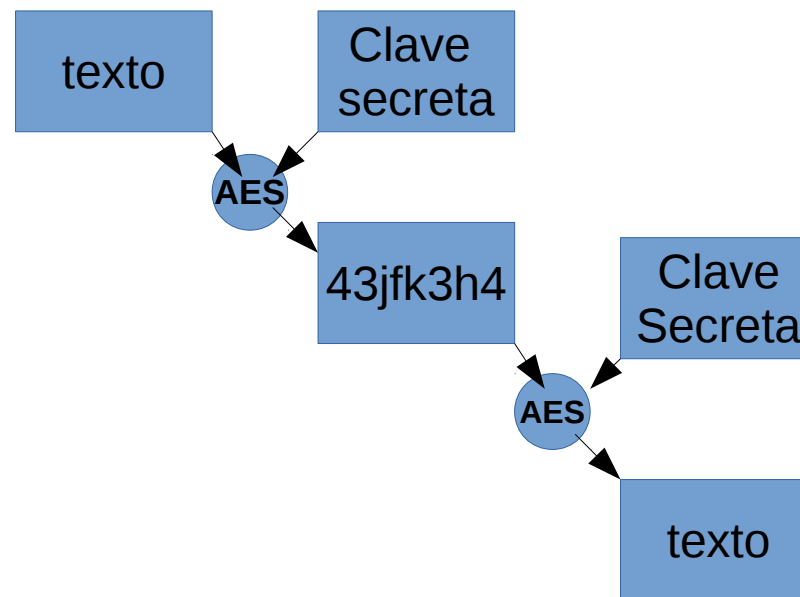 texto
Clave
secreta
AES
43jfk3h4
Clave
Secreta
AES
texto